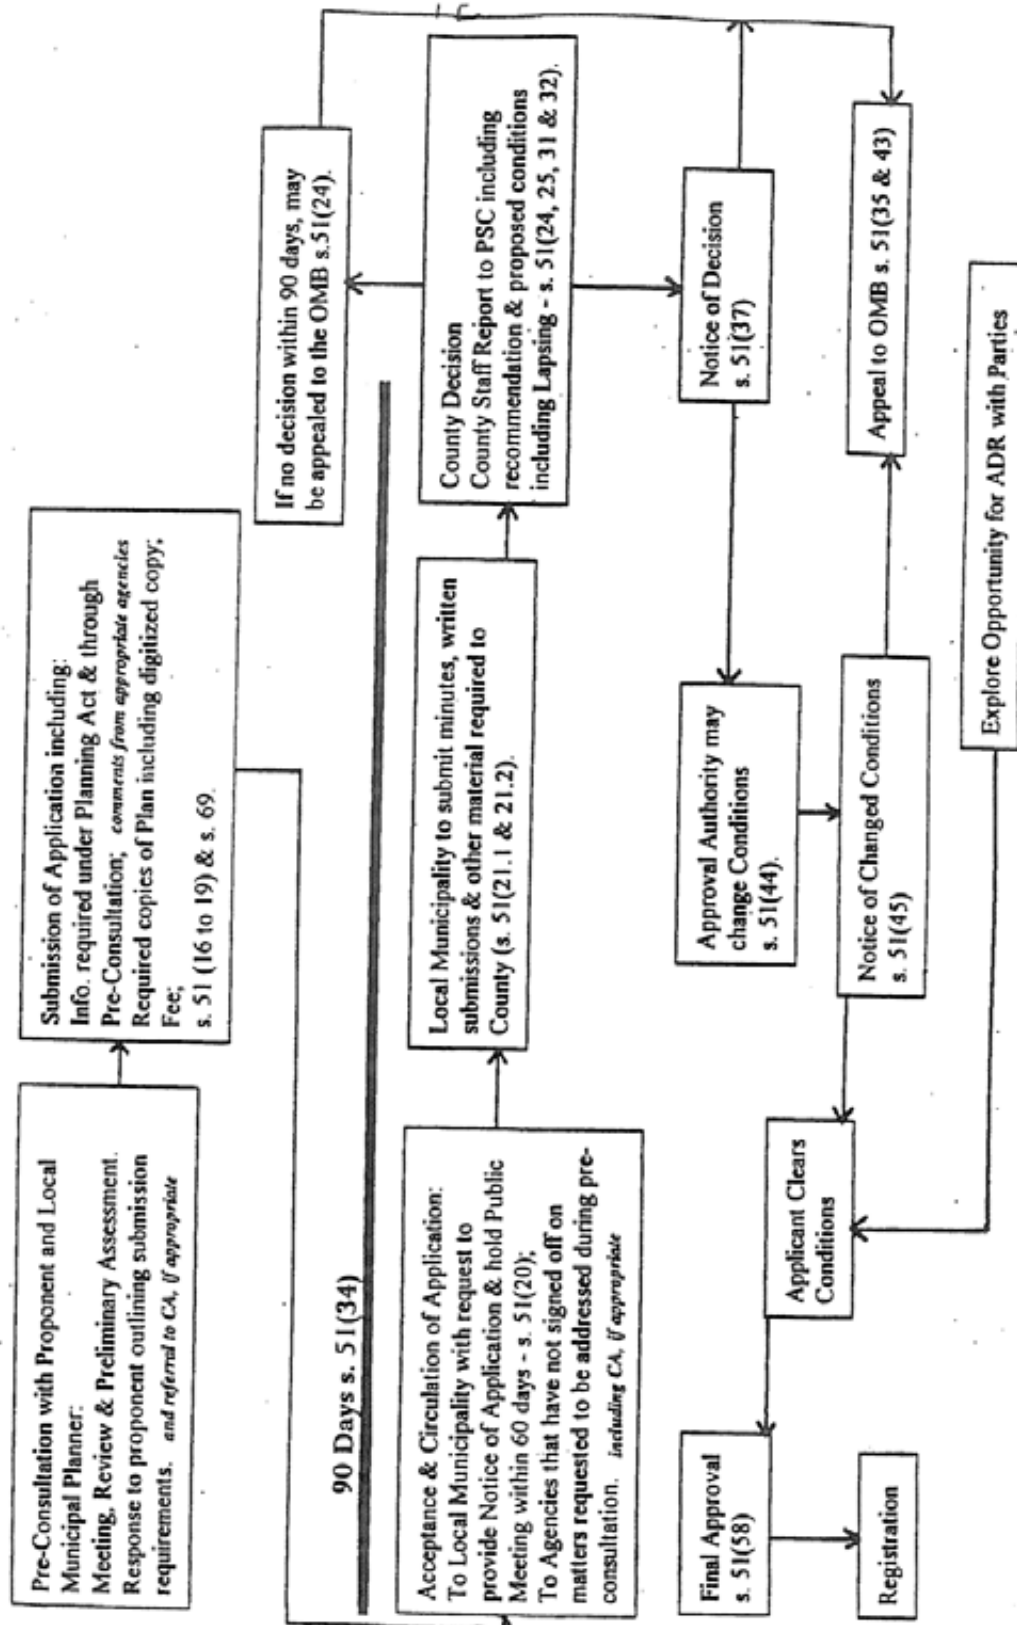 Pre-Consultation with Proponent and Local
Municipal Planner:
Meeting, Review & Preliminary Assessment.
Response to proponent outlining submission
requirements. and referral to CA, if appropriate
Submission of Application including:
Info. required under Planning Act & through
Pre-Consultation; comments from appropriate agencies
Required copies of Plan including digitized copy;
Fee;
s. 51 (16 to 19) & s. 69.
If no decision within 90 days, may
be appealed to the OMB s.51(24).
90 Days s. 51(34)
Acceptance & Circulation of Application:
To Local Municipality with request to
provide Notice of Application & hold Public
Meeting within 60 days - s. 51(20);
To Agencies that have not signed off on
matters requested to be addressed during pre-
consultation. including CA, if appropriate
Local Municipality to submit minutes, written
submissions & other material required to
County (s. 51(21.1 & 21.2).
County Decision
County Staff Report to PSC including
recommendation & proposed conditions
including Lapsing - s. 51(24, 25, 31 & 32).
Final Approval
s. 51(58)
Approval Authority may
change Conditions
s. 51(44).
Notice of Decision
s. 51(37)
Applicant Clears
Conditions
Registration
Notice of Changed Conditions
s. 51(45)
Appeal to OMB s. 51(35 & 43)
Explore Opportunity for ADR with Parties